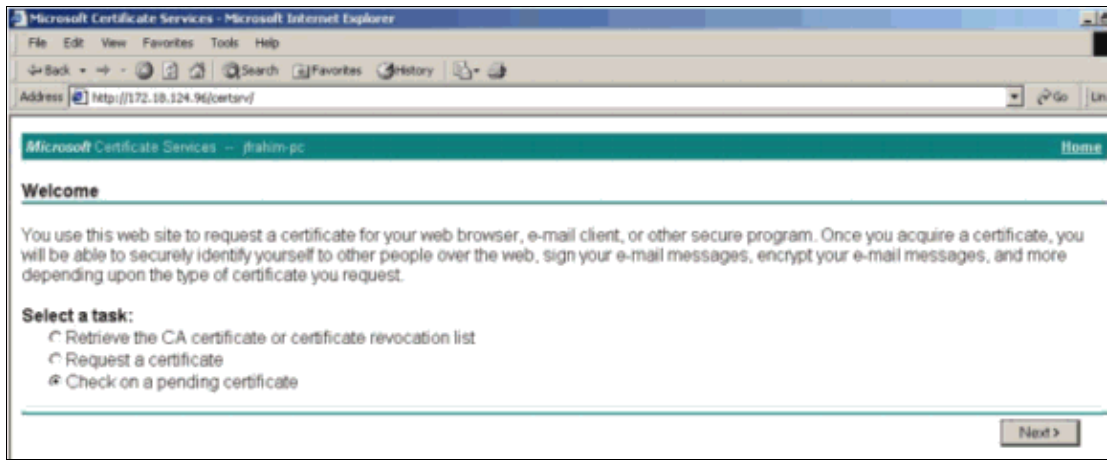 Microsoft Certificate Services - Microsoft Internet Explorer
File Edit View Favorites Tools Help
Back Search Favorites History
Address http://172.18.124.96/certsrv/ Go
Microsoft Certificate Services -- jfrahim-pc Home
Welcome
You use this web site to request a certificate for your web browser, e-mail client, or other secure program. Once you acquire a certificate, you
will be able to securely identify yourself to other people over the web, sign your e-mail messages, encrypt your e-mail messages, and more
depending upon the type of certificate you request.
Select a task:
Retrieve the CA certificate or certificate revocation list
Request a certificate
Check on a pending certificate
Next >